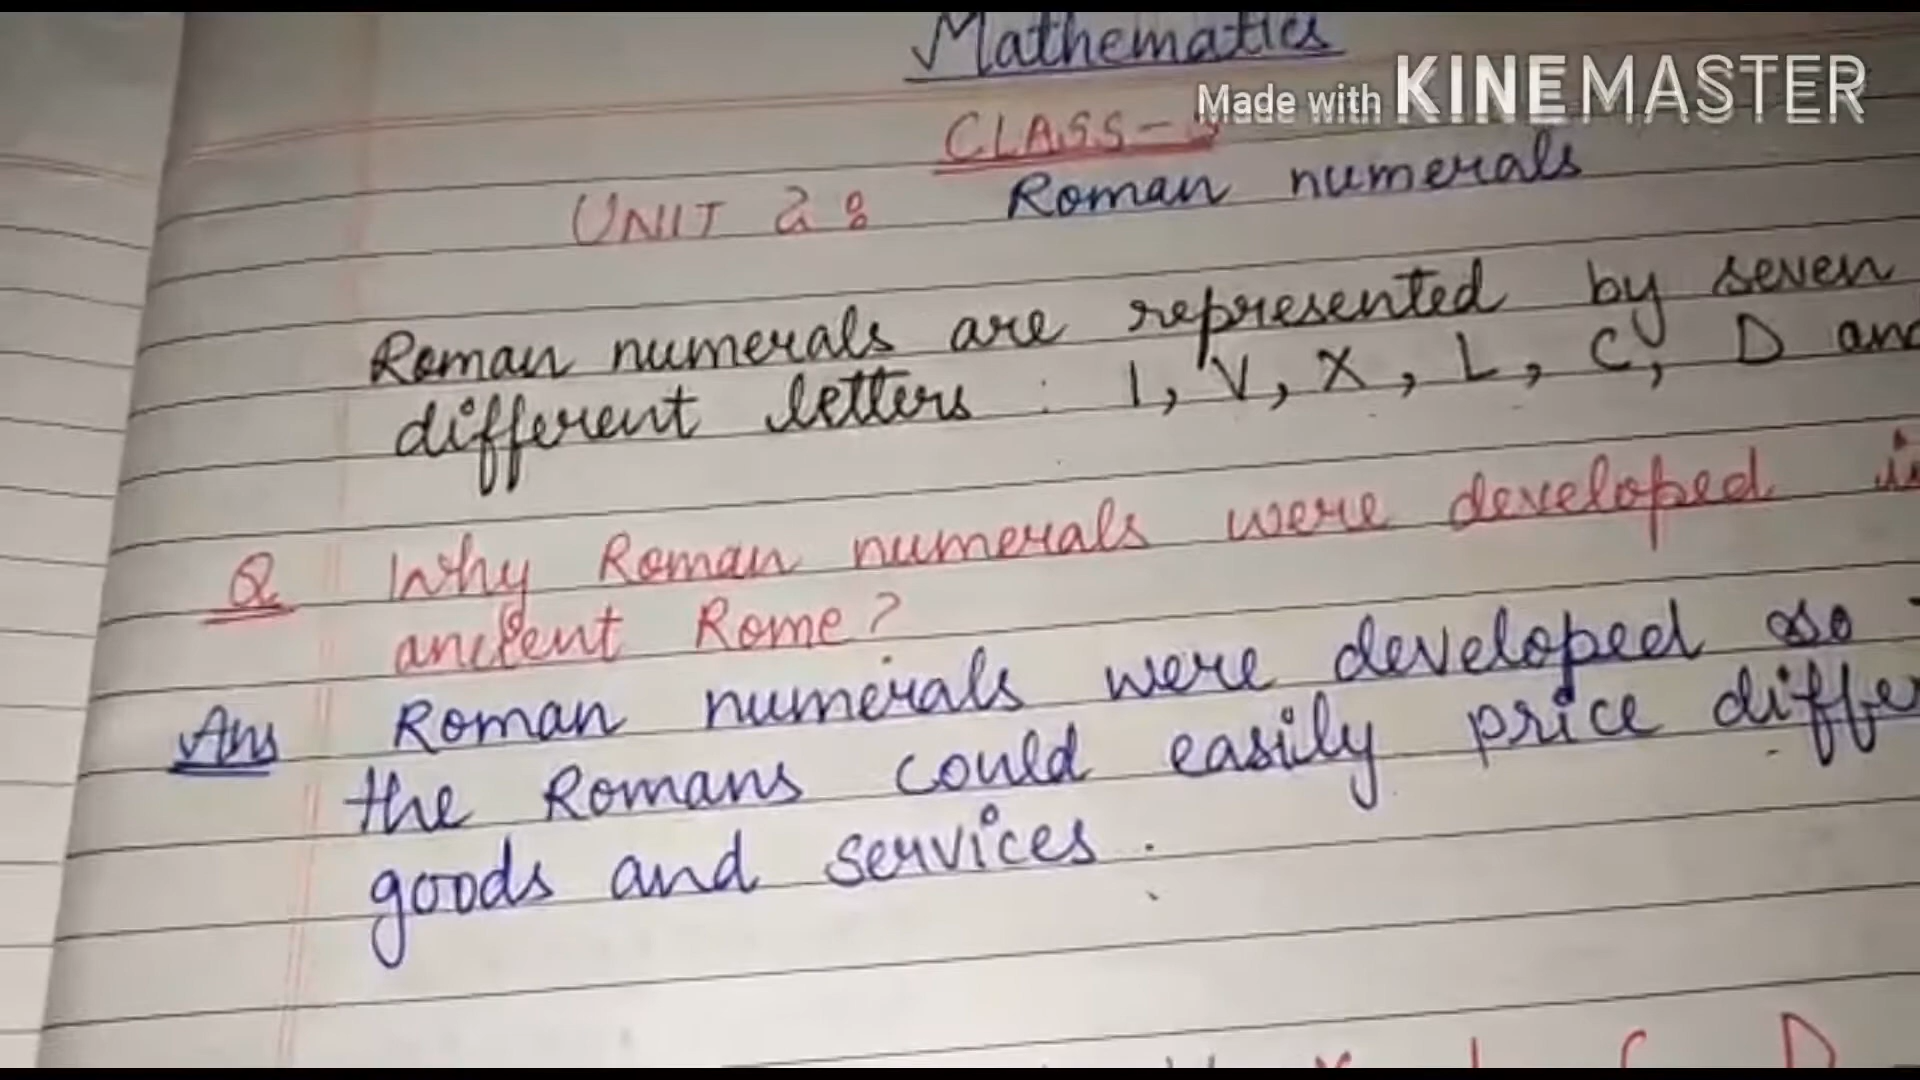 Mathematics
Made with KINEMASTER
CLASS-
UNIT 2: Roman numerals
Roman numerals are represented by seven
different letters : I, V, X, L, C, D and
Q Why Roman numerals were developed in
ancient Rome?
Ans Roman numerals were developed so
the Romans could easily price differ
goods and services.
X L C D